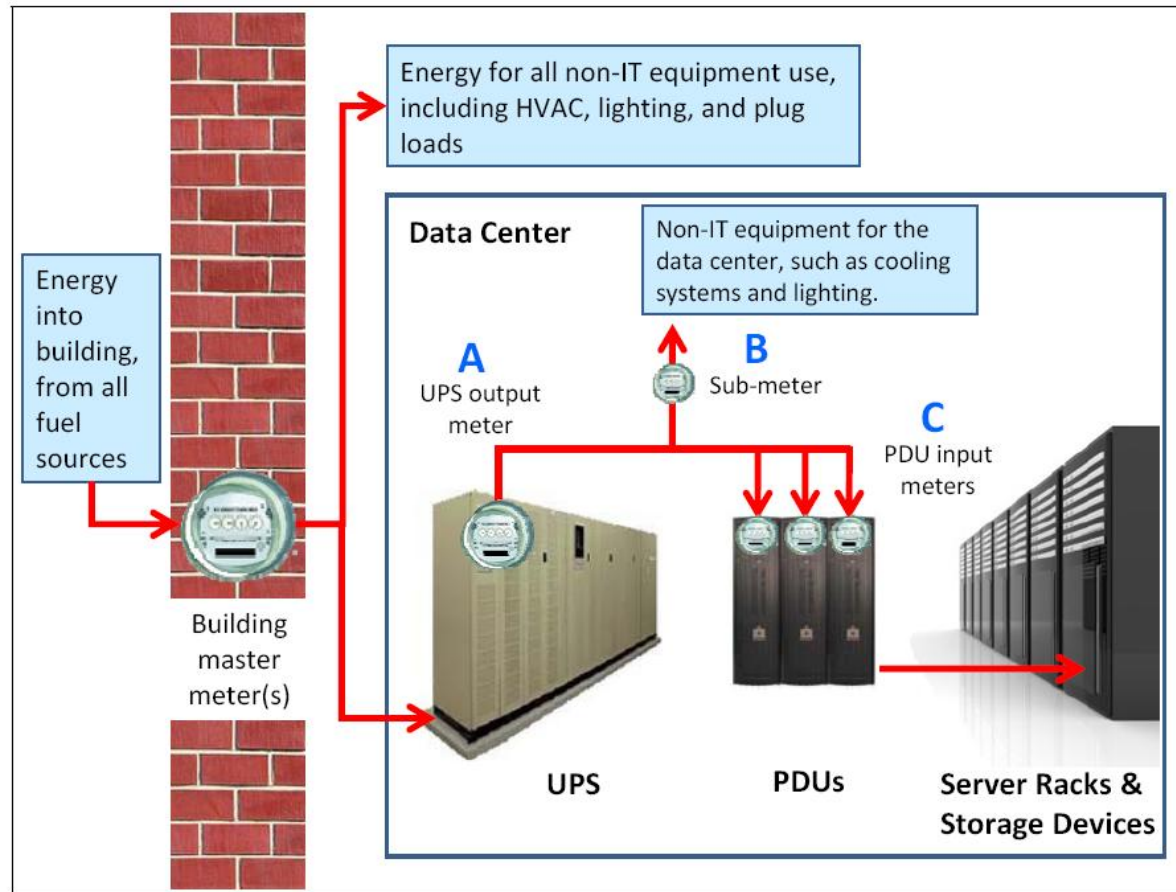 Energy for all non-IT equipment use,
including HVAC, lighting, and plug
loads
Energy
into
building,
from all
fuel
sources
Building
master
meter(s)
Data Center
Non-IT equipment for the
data center, such as cooling
systems and lighting.
A
UPS output
meter
B
Sub-meter
C
PDU input
meters
UPS
PDUs
Server Racks &
Storage Devices